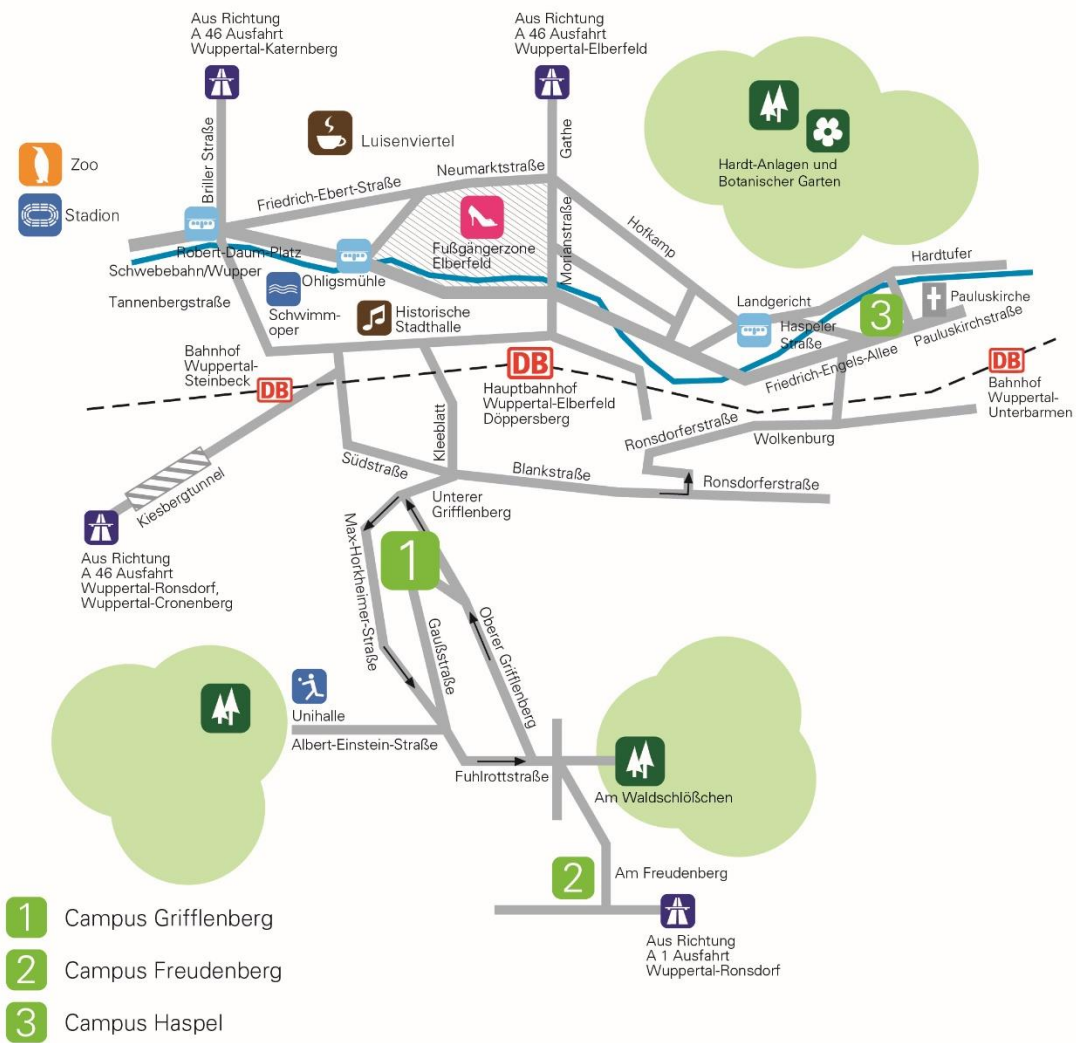 Aus Richtung
A 46 Ausfahrt
Wuppertal-Katernberg
Aus Richtung
A 46 Ausfahrt
Wuppertal-Elberfeld
Briller Straße
Luisenviertel
Gathe
Zoo
Stadion
Hardt-Anlagen und
Botanischer Garten
Neumarktstraße
Friedrich-Ebert-Straße
Fußgängerzone
Elberfeld
Morianstraße
Hofkamp
Robert-Daum-Platz
Schwebebahn/Wupper
Ohligsmühle
Tannenbergstraße
Schwimm-
oper
Historische
Stadthalle
Hardtufer
Landgericht
Haspeler
Straße
3
Pauluskirche
Pauluskirchstraße
Friedrich-Engels-Allee
Bahnhof
Wuppertal-
Steinbeck
DB
DB
Hauptbahnhof
Wuppertal-Elberfeld
Döppersberg
DB
Bahnhof
Wuppertal-
Unterbarmen
Kleeblatt
Ronsdorferstraße
Wolkenburg
Südstraße
Blankstraße
Ronsdorferstraße
Kiesbergtunnel
Unterer
Grifflenberg
Aus Richtung
A 46 Ausfahrt
Wuppertal-Ronsdorf,
Wuppertal-Cronenberg
1
Max-Horkheimer-Straße
Gaußstraße
Oberer Grifflenberg
Unihalle
Albert-Einstein-Straße
Fuhlrottstraße
Am Waldschlößchen
2
Am Freudenberg
Aus Richtung
A 1 Ausfahrt
Wuppertal-Ronsdorf
1 Campus Grifflenberg
2 Campus Freudenberg
3 Campus Haspel